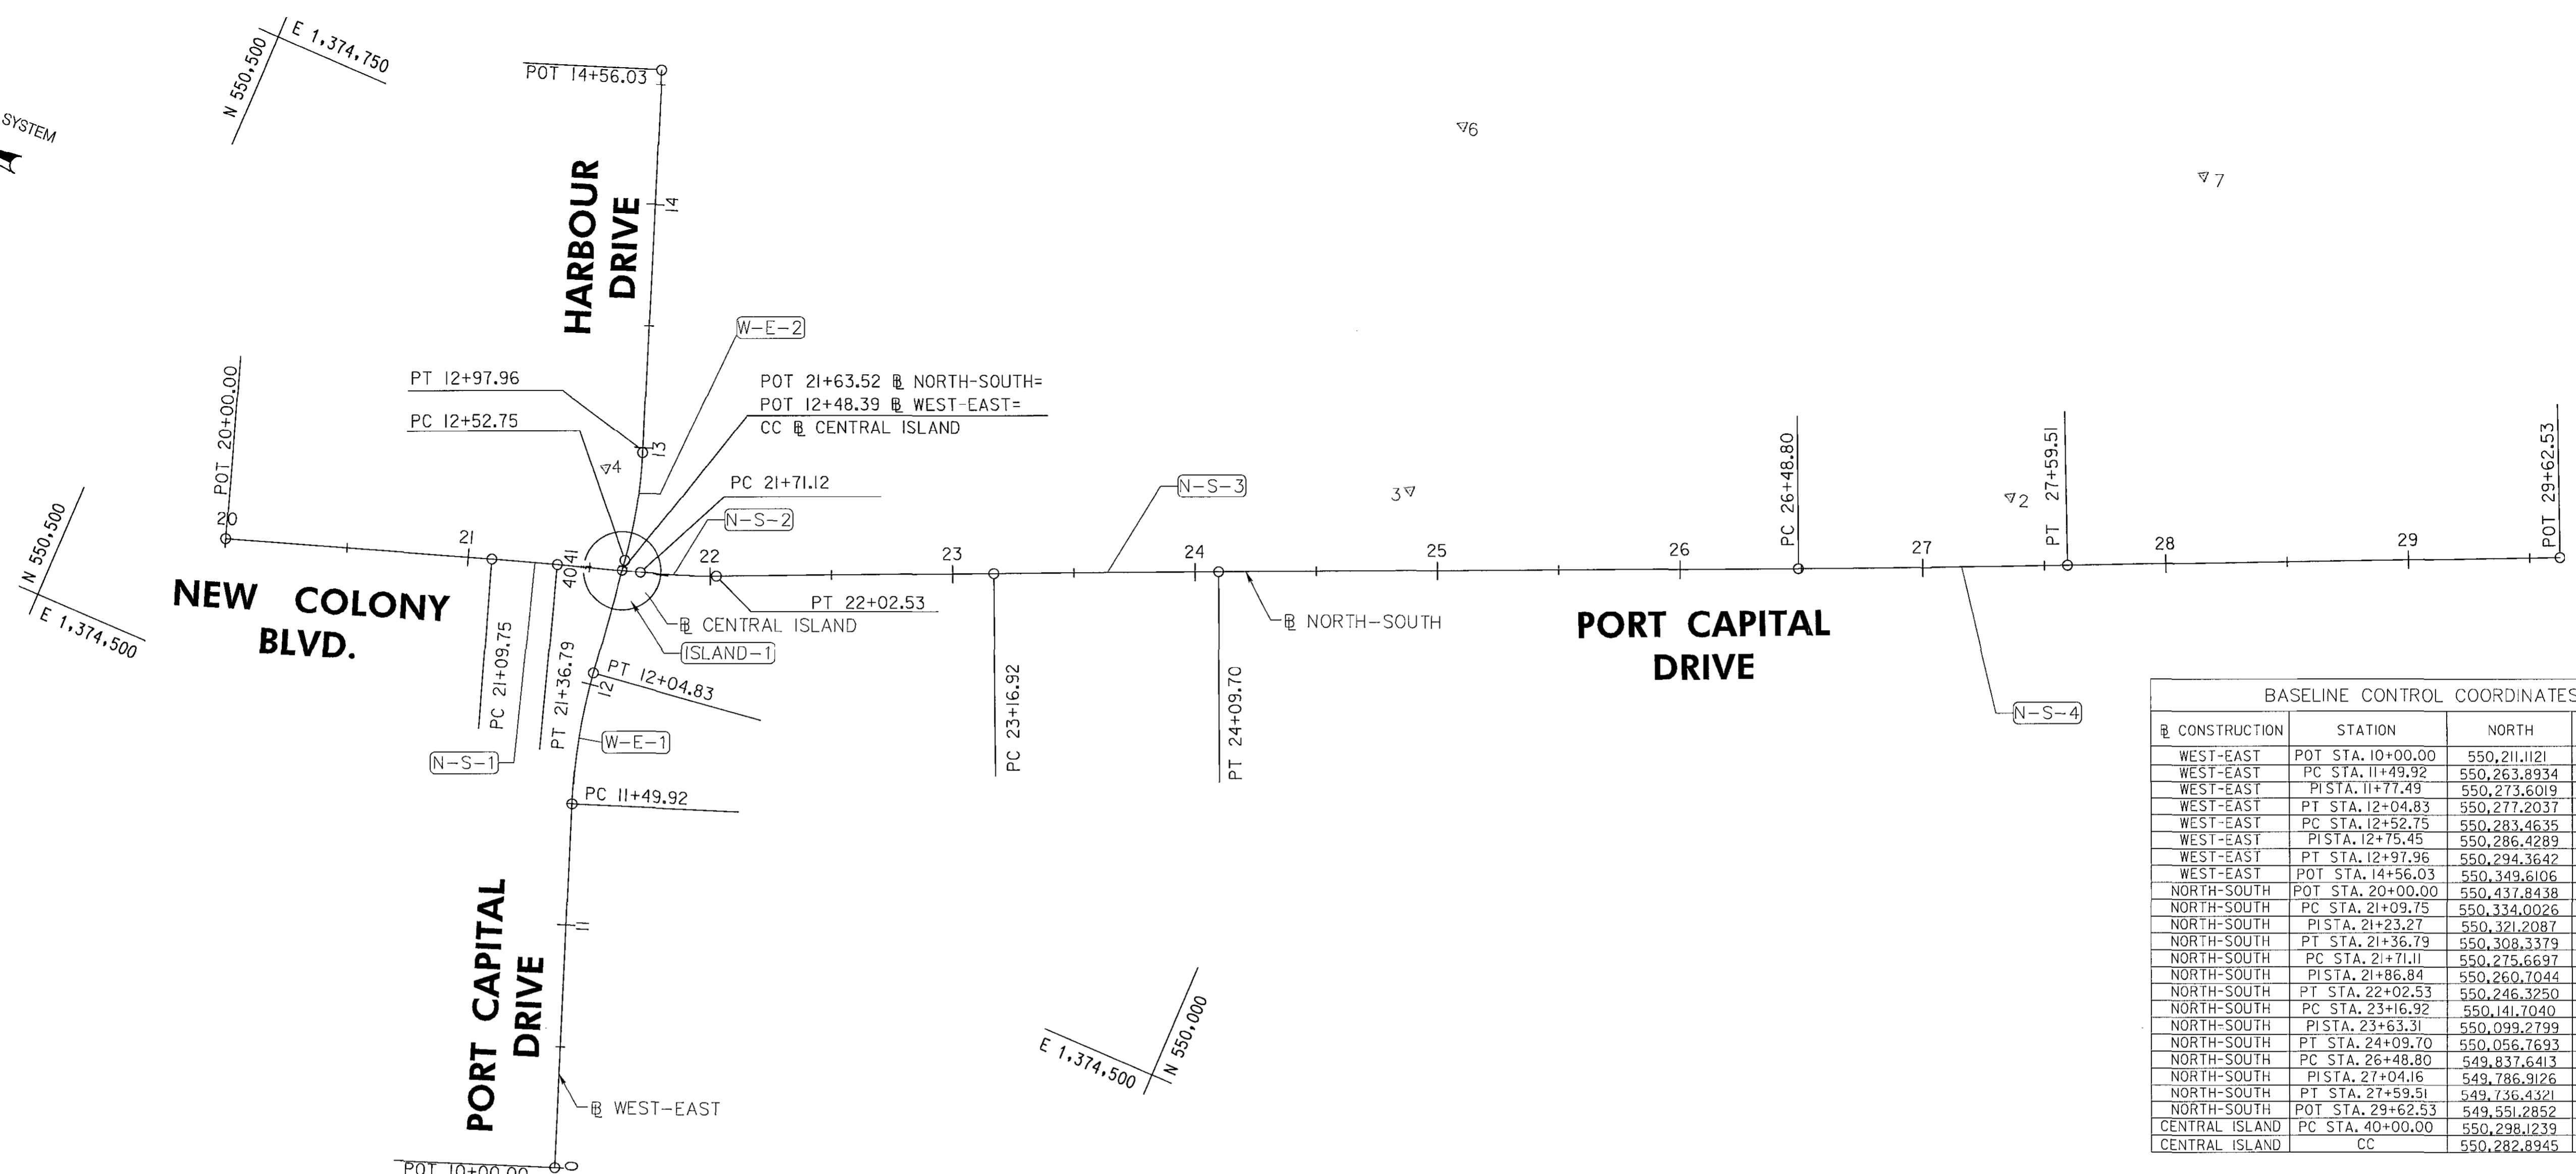 SYSTEM
N 550,500
E 1,374,750
POT 14+56.03
HARBOUR
DRIVE
14
6
7
W-E-2
PT 12+97.96
PC 12+52.75
POT 21+63.52 ⅊ NORTH-SOUTH=
POT 12+48.39 ⅊ WEST-EAST=
CC ⅊ CENTRAL ISLAND
13
4
POT 20+00.00
PC 21+71.12
N-S-2
3
N-S-3
PC 26+48.80
PT 27+59.51
2
POT 29+62.53
20
21
40
41
22
23
24
25
26
27
28
29
N 550,500
E 1,374,500
NEW COLONY
BLVD.
PC 21+09.75
PT 21+36.79
PT 22+02.53
⅊ CENTRAL ISLAND
ISLAND-1
⅊ NORTH-SOUTH
PORT CAPITAL
DRIVE
PT 12+04.83
12
PC 23+16.92
PT 24+09.70
N-S-4
W-E-1
N-S-1
PC 11+49.92
11
PORT CAPITAL
DRIVE
E 1,374,500
N 550,000
⅊ WEST-EAST
POT 10+00.00
BASELINE CONTROL COORDINATES
⅊ CONSTRUCTION STATION NORTH
WEST-EAST POT STA. 10+00.00 550,211.1121
WEST-EAST PC STA. 11+49.92 550,263.8934
WEST-EAST PI STA. 11+77.49 550,273.6019
WEST-EAST PT STA. 12+04.83 550,277.2037
WEST-EAST PC STA. 12+52.75 550,283.4635
WEST-EAST PI STA. 12+75.45 550,286.4289
WEST-EAST PT STA. 12+97.96 550,294.3642
WEST-EAST POT STA. 14+56.03 550,349.6106
NORTH-SOUTH POT STA. 20+00.00 550,437.8438
NORTH-SOUTH PC STA. 21+09.75 550,334.0026
NORTH-SOUTH PI STA. 21+23.27 550,321.2087
NORTH-SOUTH PT STA. 21+36.79 550,308.3379
NORTH-SOUTH PC STA. 21+71.11 550,275.6697
NORTH-SOUTH PI STA. 21+86.84 550,260.7044
NORTH-SOUTH PT STA. 22+02.53 550,246.3250
NORTH-SOUTH PC STA. 23+16.92 550,141.7040
NORTH-SOUTH PI STA. 23+63.31 550,099.2799
NORTH-SOUTH PT STA. 24+09.70 550,056.7693
NORTH-SOUTH PC STA. 26+48.80 549,837.6413
NORTH-SOUTH PI STA. 27+04.16 549,786.9126
NORTH-SOUTH PT STA. 27+59.51 549,736.4321
NORTH-SOUTH POT STA. 29+62.53 549,551.2852
CENTRAL ISLAND PC STA. 40+00.00 550,298.1239
CENTRAL ISLAND CC 550,282.8945